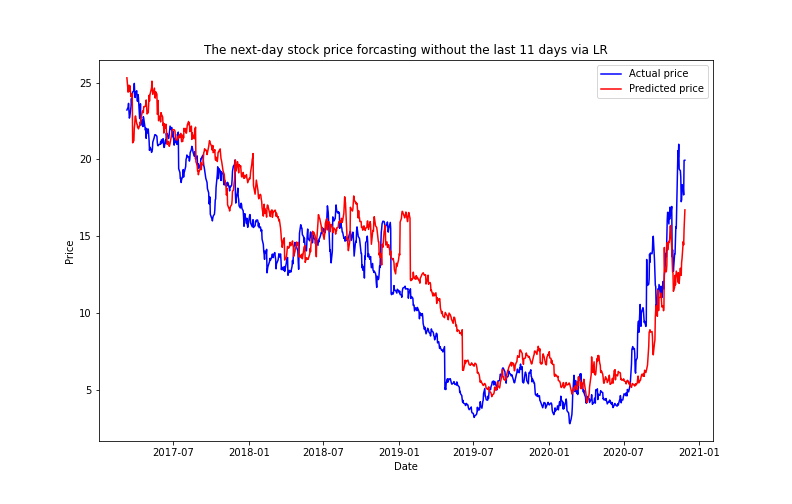 The next-day stock price forcasting without the last 11 days via LR
Actual price
Predicted price
25
20
15
10
5
Price
2017-07
2018-01
2018-07
2019-01
2019-07
2020-01
2020-07
2021-01
Date